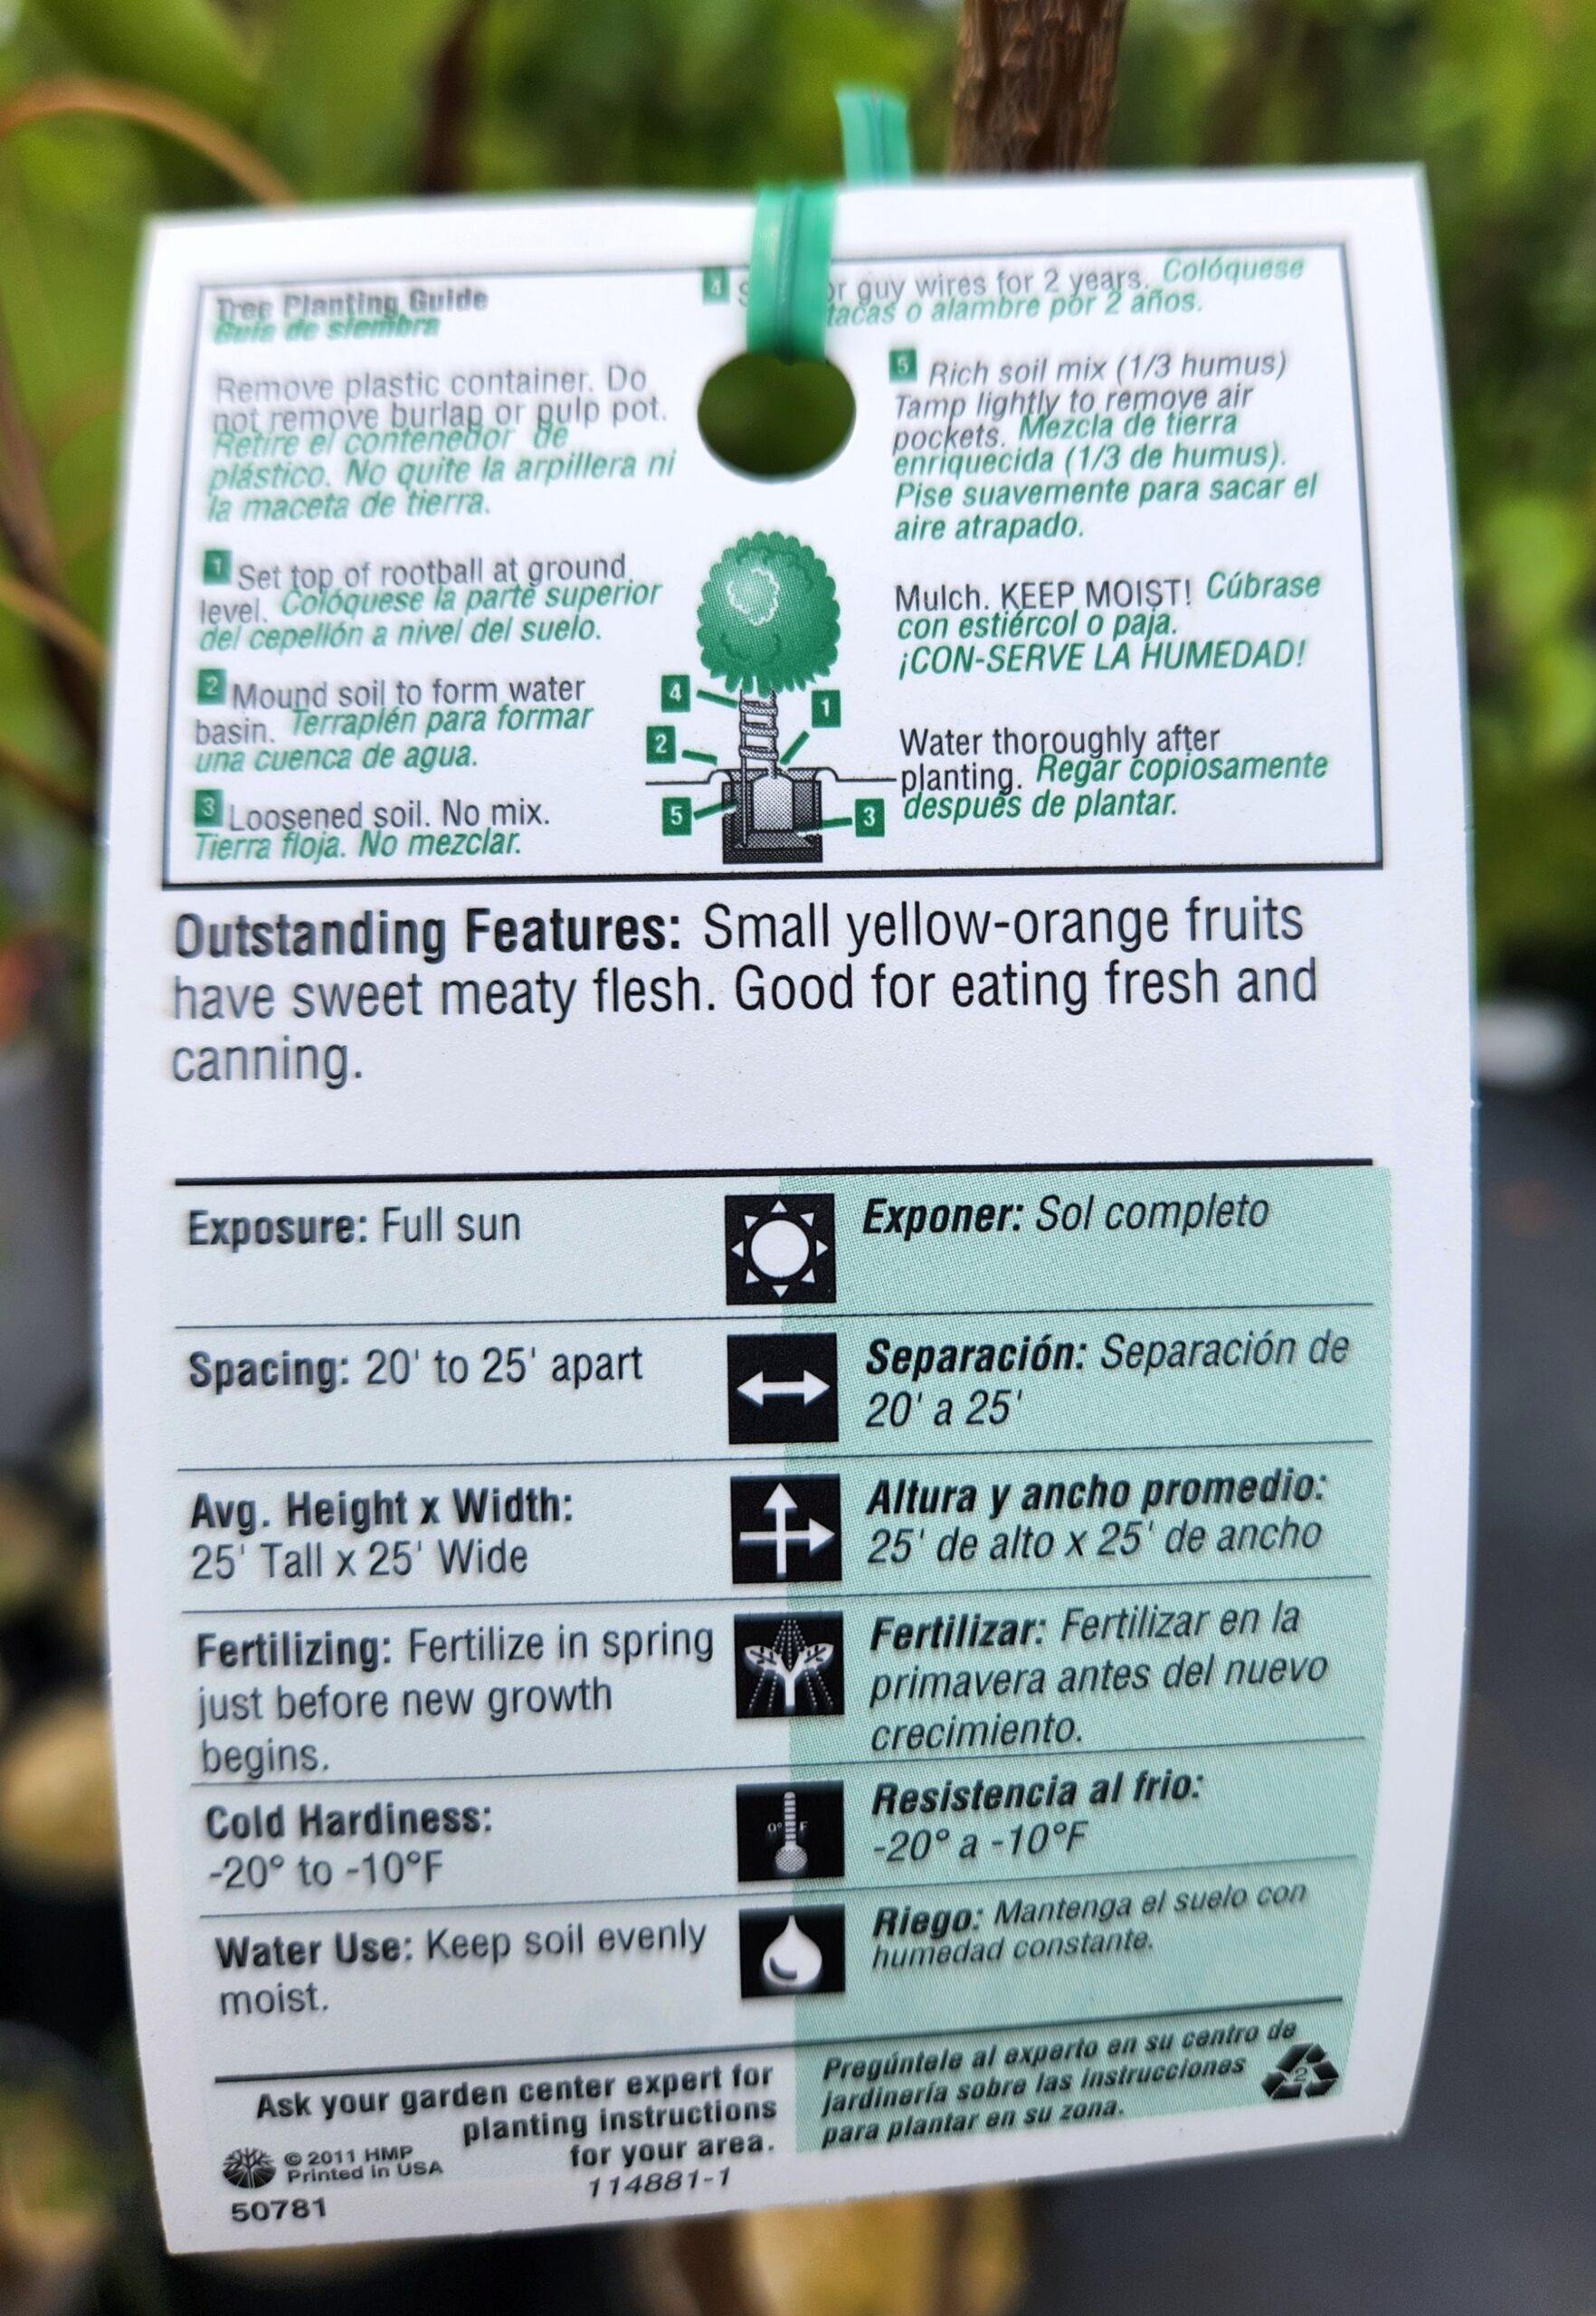 Tree Planting Guide
Guía de siembra
Remove plastic container. Do
not remove burlap or pulp pot.
Retire el contenedor de
plástico. No quite la arpillera ni
la maceta de tierra.
1 Set top of rootball at ground
level. Colóquese la parte superior
del cepellón a nivel del suelo.
2 Mound soil to form water
basin. Terraplén para formar
una cuenca de agua.
3 Loosened soil. No mix.
Tierra floja. No mezclar.
4 or guy wires for 2 years. Colóquese
o alambre por 2 años.
5 Rich soil mix (1/3 humus)
Tamp lightly to remove air
pockets. Mezcla de tierra
enriquecida (1/3 de humus).
Pise suavemente para sacar el
aire atrapado.
Mulch. KEEP MOIST! Cúbrase
con estiércol o paja.
¡CON-SERVE LA HUMEDAD!
Water thoroughly after
planting. Regar copiosamente
después de plantar.
4
1
2
5
3
Outstanding Features: Small yellow-orange fruits
have sweet meaty flesh. Good for eating fresh and
canning.
Exposure: Full sun
Exponer: Sol completo
Spacing: 20' to 25' apart
Separación: Separación de
20' a 25'
Avg. Height x Width:
25' Tall x 25' Wide
Altura y ancho promedio:
25' de alto x 25' de ancho
Fertilizing: Fertilize in spring
just before new growth
begins.
Fertilizar: Fertilizar en la
primavera antes del nuevo
crecimiento.
Cold Hardiness:
-20° to -10°F
0° F
Resistencia al frio:
-20° a -10°F
Water Use: Keep soil evenly
moist.
Riego: Mantenga el suelo con
humedad constante.
Ask your garden center expert for
planting instructions
for your area.
Pregúntele al experto en su centro de
jardinería sobre las instrucciones
para plantar en su zona.
2
© 2011 HMP
Printed in USA
114881-1
50781